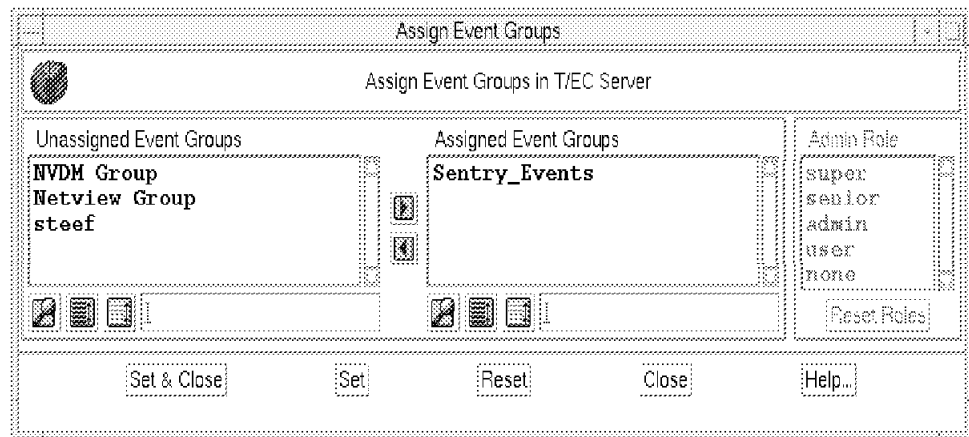 Assign Event Groups
Assign Event Groups in T/EC Server
Unassigned Event Groups
NVDM Group
Netview Group
steef
Assigned Event Groups
Sentry_Events
Admin Role
super
senior
admin
user
none
Reset Roles
Set & Close
Set
Reset
Close
Help...